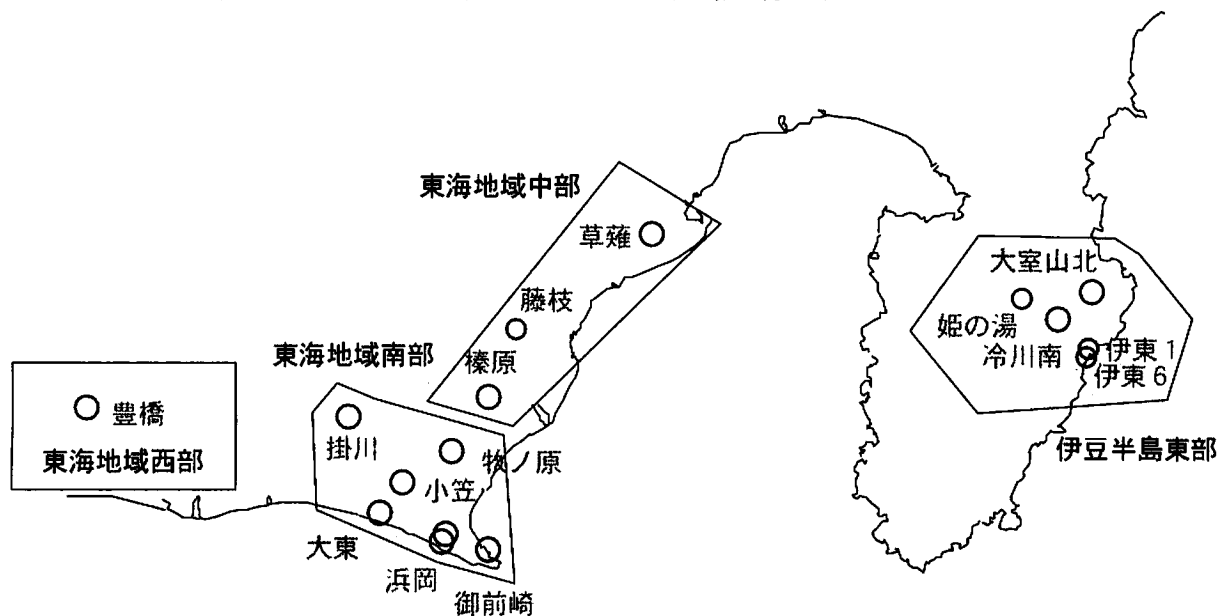 東海地域中部
草薙
藤枝
榛原
東海地域南部
掛川
牧ノ原
小笠
大東
浜岡
御前崎
豊橋
東海地域西部
大室山北
姫の湯
冷川南
伊東1
伊東6
伊豆半島東部